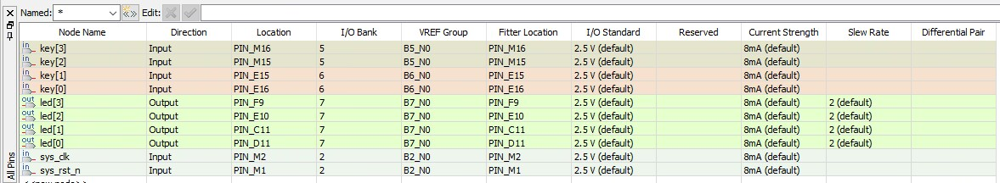 Named: * «» Edit:
Node Name Direction Location I/O Bank VREF Group Fitter Location I/O Standard Reserved Current Strength Slew Rate Differential Pair
in key[3] Input PIN_M16 5 B5_N0 PIN_M16 2.5 V (default) 8mA (default)
in key[2] Input PIN_M15 5 B5_N0 PIN_M15 2.5 V (default) 8mA (default)
in key[1] Input PIN_E15 6 B6_N0 PIN_E15 2.5 V (default) 8mA (default)
in key[0] Input PIN_E16 6 B6_N0 PIN_E16 2.5 V (default) 8mA (default)
out led[3] Output PIN_F9 7 B7_N0 PIN_F9 2.5 V (default) 8mA (default) 2 (default)
out led[2] Output PIN_E10 7 B7_N0 PIN_E10 2.5 V (default) 8mA (default) 2 (default)
out led[1] Output PIN_C11 7 B7_N0 PIN_C11 2.5 V (default) 8mA (default) 2 (default)
out led[0] Output PIN_D11 7 B7_N0 PIN_D11 2.5 V (default) 8mA (default) 2 (default)
in sys_clk Input PIN_M2 2 B2_N0 PIN_M2 2.5 V (default) 8mA (default)
in sys_rst_n Input PIN_M1 2 B2_N0 PIN_M1 2.5 V (default) 8mA (default)
All Pins